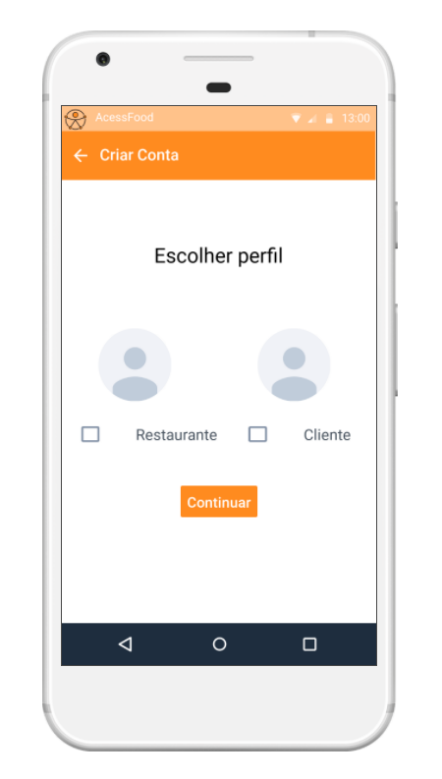 AcessFood
13:00
Criar Conta
Escolher perfil
Restaurante
Cliente
Continuar